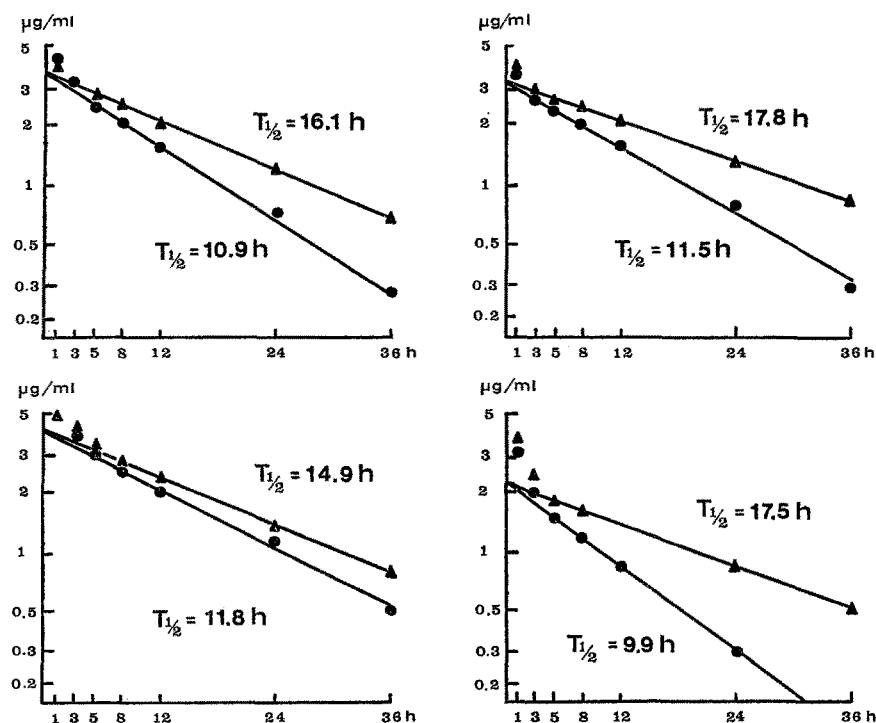 µg/ml
5
3
2
1
0.5
0.3
0.2
T½ = 16.1 h
T½ = 10.9 h
1 3 5 8 12 24 36 h
µg/ml
5
3
2
1
0.5
0.3
0.2
T½ = 17.8 h
T½ = 11.5 h
1 3 5 8 12 24 36 h
µg/ml
5
3
2
1
0.5
0.3
0.2
T½ = 14.9 h
T½ = 11.8 h
1 3 5 8 12 24 36 h
µg/ml
5
3
2
1
0.5
0.3
0.2
T½ = 17.5 h
T½ = 9.9 h
1 3 5 8 12 24 36 h